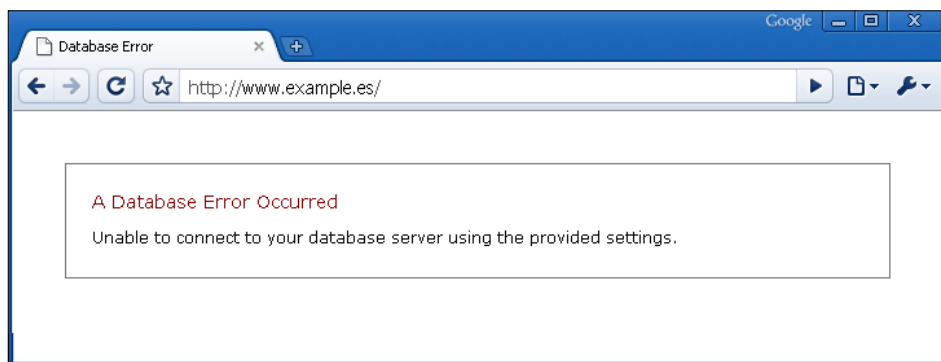 Google
Database Error
http://www.example.es/
A Database Error Occurred
Unable to connect to your database server using the provided settings.